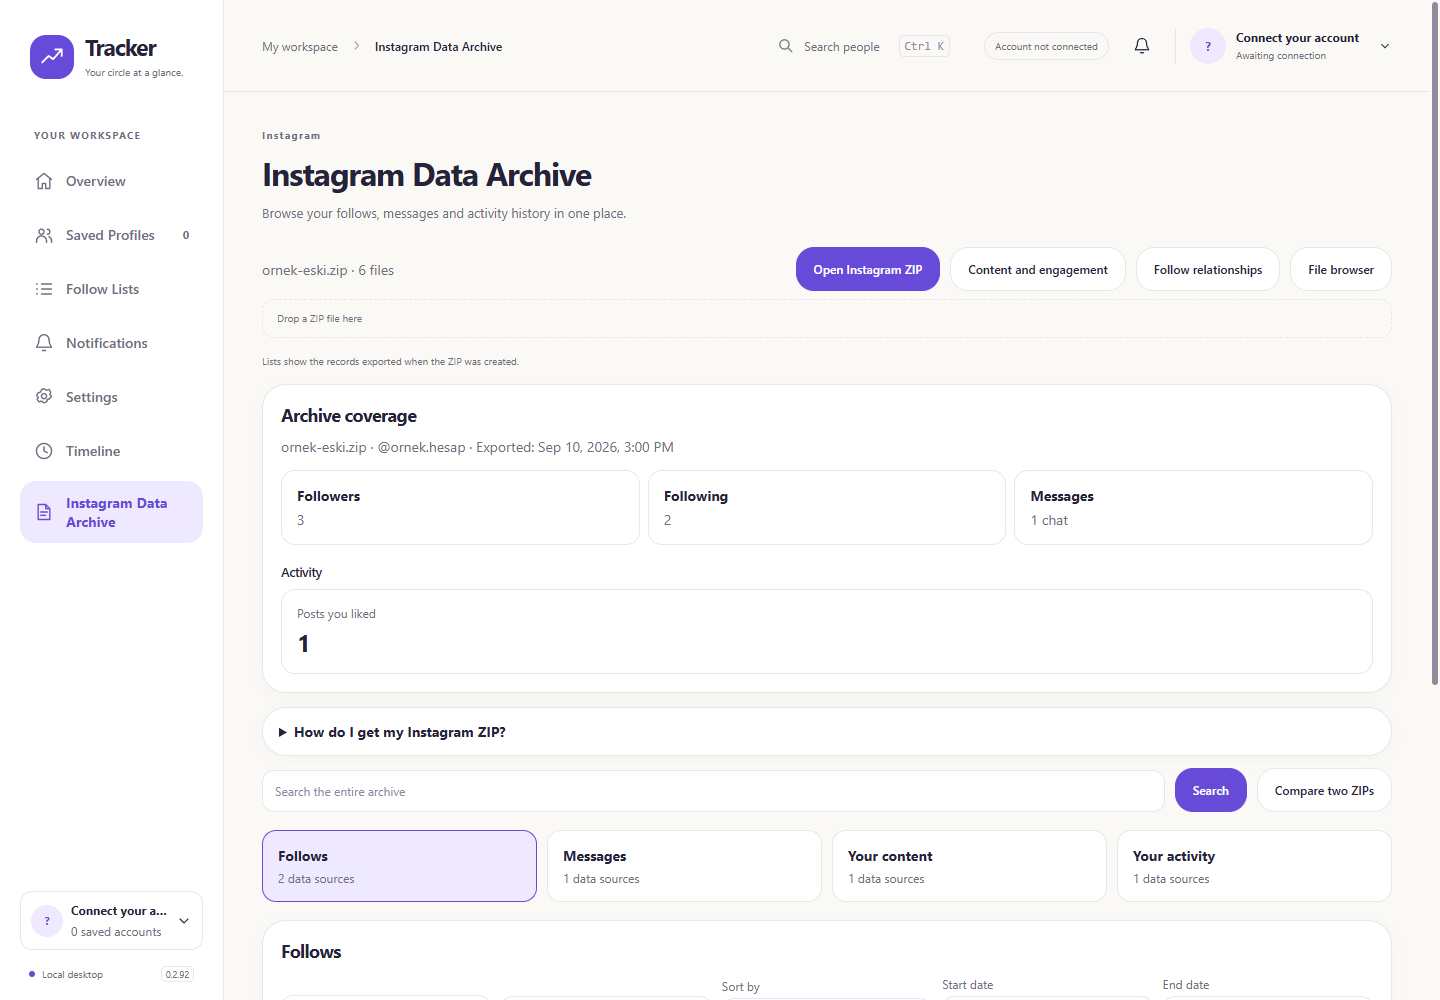 Tracker
Your circle at a glance.
YOUR WORKSPACE
Overview
Saved Profiles 0
Follow Lists
Notifications
Settings
Timeline
Instagram Data
Archive
? Connect your a...
0 saved accounts
Local desktop 0.2.92
My workspace Instagram Data Archive
Search people Ctrl K
Account not connected
? Connect your account
Awaiting connection
Instagram
Instagram Data Archive
Browse your follows, messages and activity history in one place.
ornek-eski.zip · 6 files
Open Instagram ZIP Content and engagement Follow relationships File browser
Drop a ZIP file here
Lists show the records exported when the ZIP was created.
Archive coverage
ornek-eski.zip · @ornek.hesap · Exported: Sep 10, 2026, 3:00 PM
Followers
3
Following
2
Messages
1 chat
Activity
Posts you liked
1
How do I get my Instagram ZIP?
Search the entire archive Search Compare two ZIPs
Follows
2 data sources
Messages
1 data sources
Your content
1 data sources
Your activity
1 data sources
Follows
Sort by Start date End date